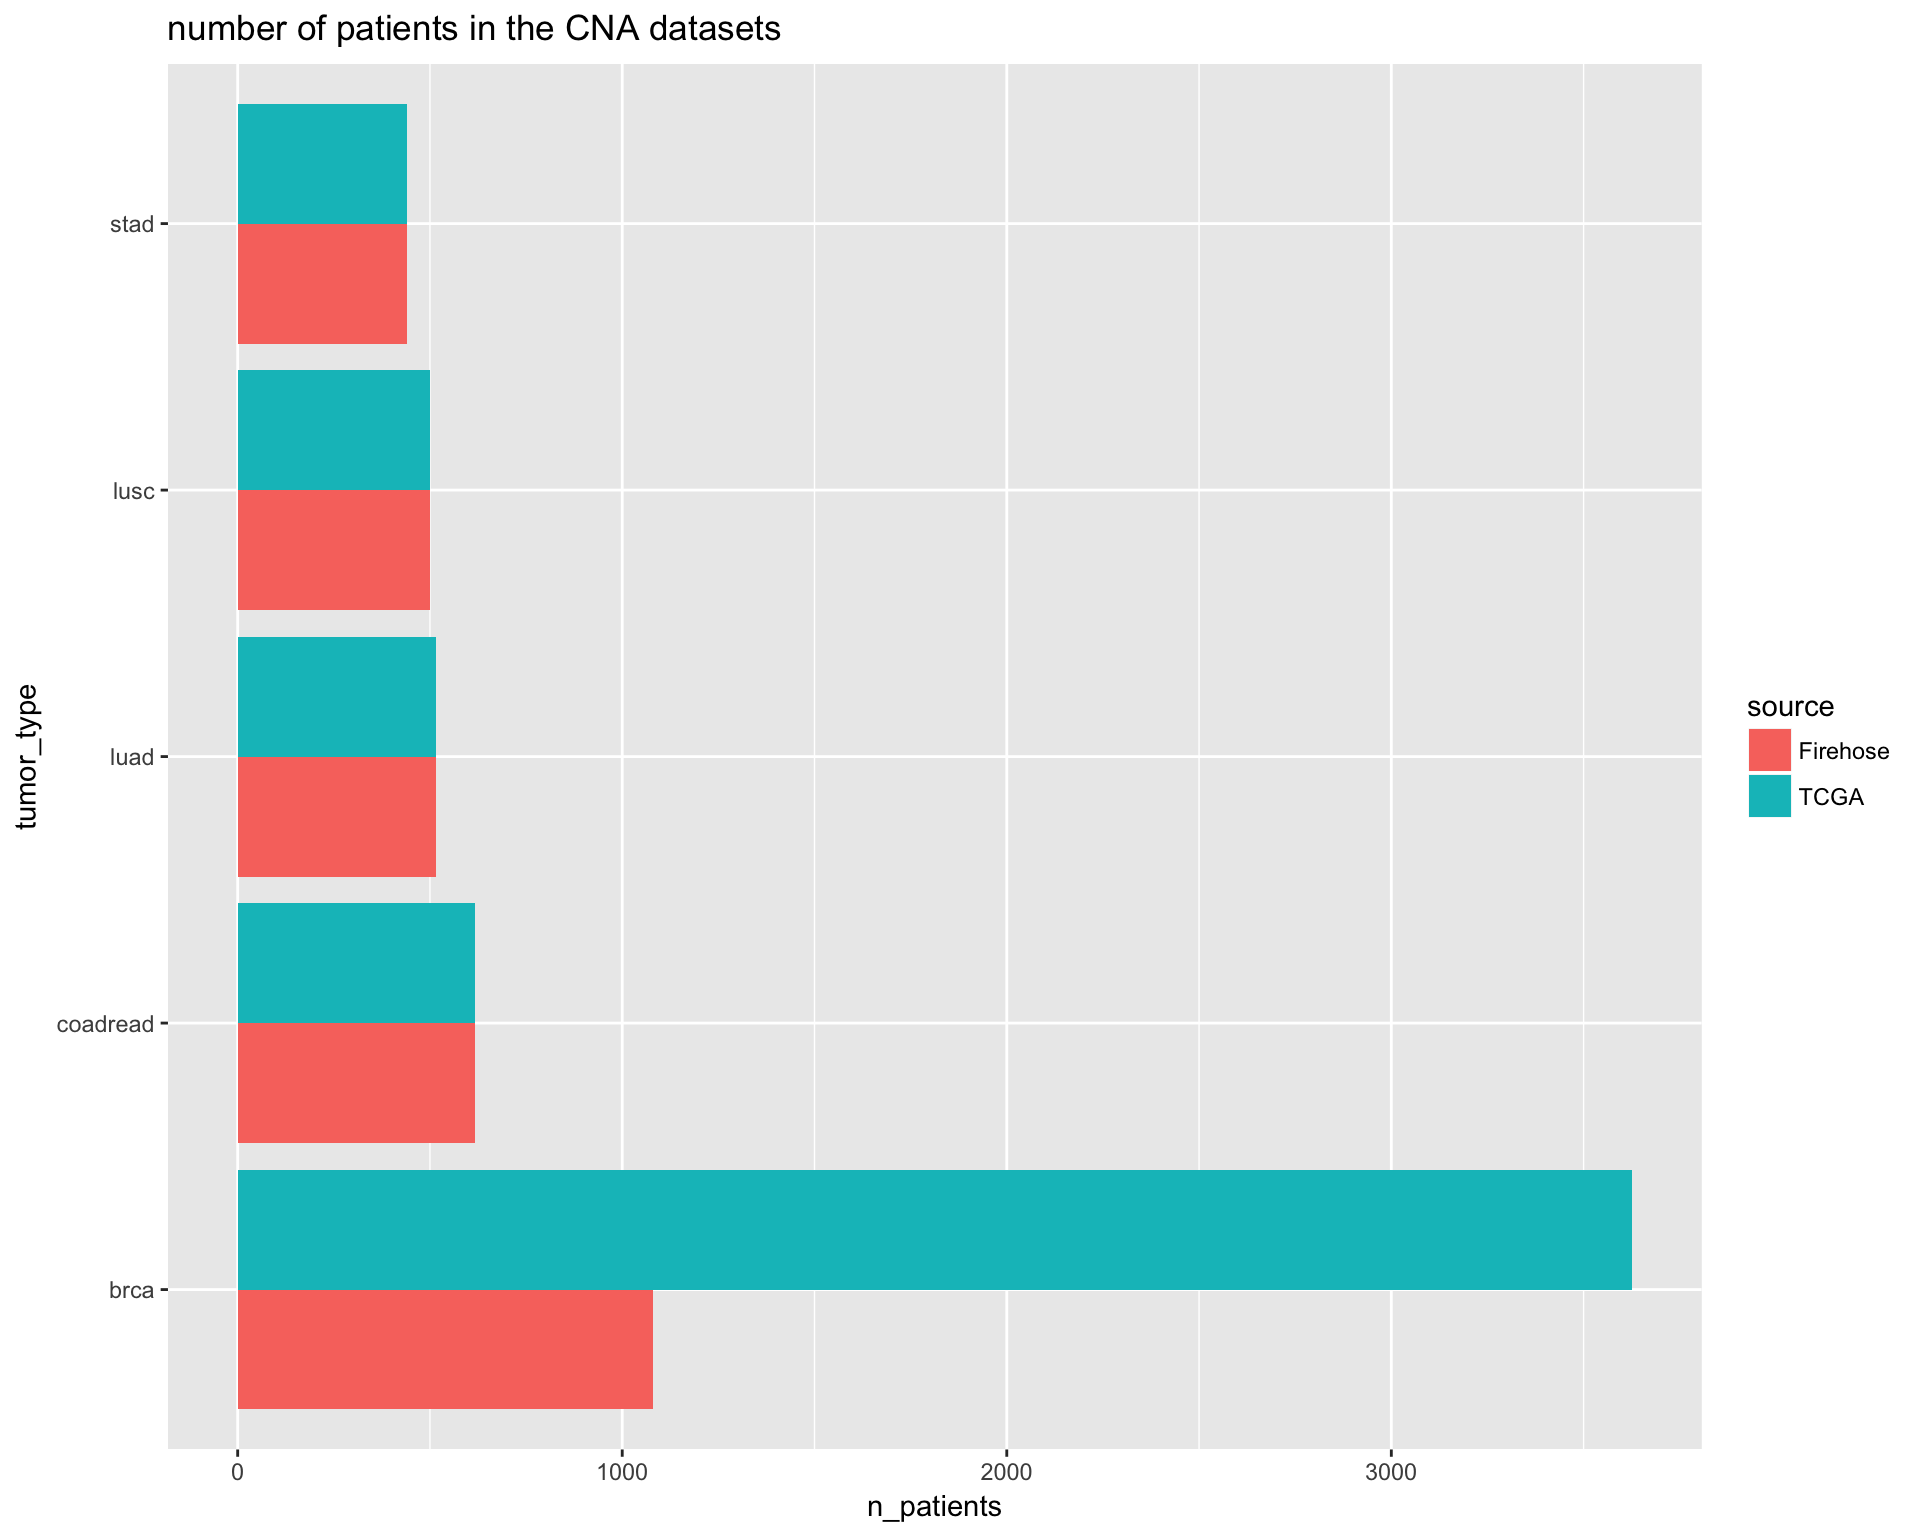 number of patients in the CNA datasets
tumor_type
stad
lusc
luad
coadread
brca
0 1000 2000 3000
n_patients
source
Firehose
TCGA